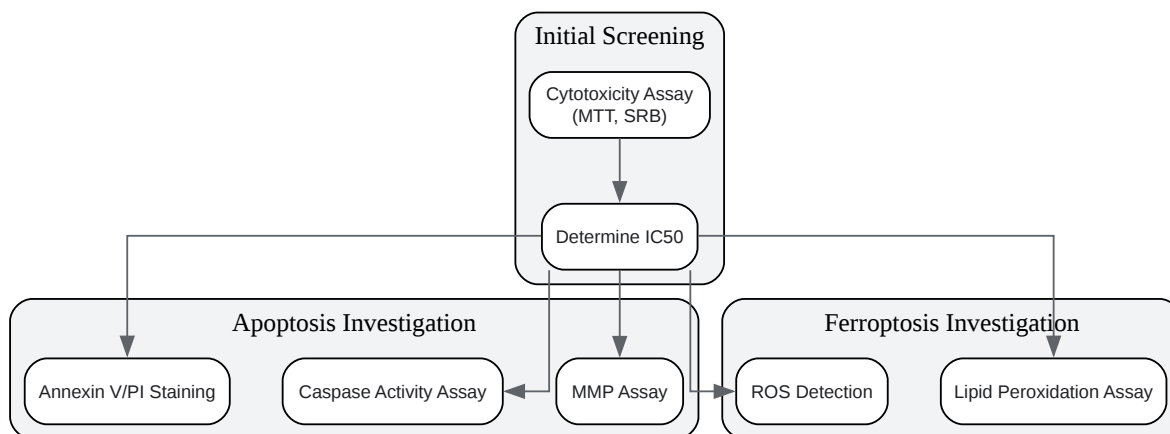 Initial Screening
Cytotoxicity Assay
(MTT, SRB)
Determine IC50
Apoptosis Investigation
Ferroptosis Investigation
Annexin V/PI Staining
Caspase Activity Assay
MMP Assay
ROS Detection
Lipid Peroxidation Assay